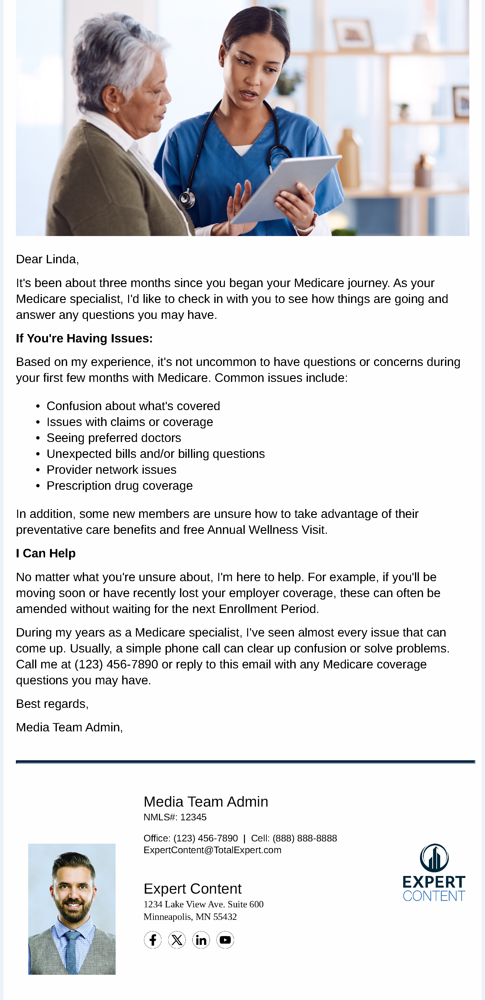 Dear Linda,
It's been about three months since you began your Medicare journey. As your
Medicare specialist, I'd like to check in with you to see how things are going and
answer any questions you may have.
If You're Having Issues:
Based on my experience, it's not uncommon to have questions or concerns during
your first few months with Medicare. Common issues include:
• Confusion about what's covered
• Issues with claims or coverage
• Seeing preferred doctors
• Unexpected bills and/or billing questions
• Provider network issues
• Prescription drug coverage
In addition, some new members are unsure how to take advantage of their
preventative care benefits and free Annual Wellness Visit.
I Can Help
No matter what you're unsure about, I'm here to help. For example, if you'll be
moving soon or have recently lost your employer coverage, these can often be
amended without waiting for the next Enrollment Period.
During my years as a Medicare specialist, I've seen almost every issue that can
come up. Usually, a simple phone call can clear up confusion or solve problems.
Call me at (123) 456-7890 or reply to this email with any Medicare coverage
questions you may have.
Best regards,
Media Team Admin,
Media Team Admin
NMLS#: 12345
Office: (123) 456-7890 | Cell: (888) 888-8888
ExpertContent@TotalExpert.com
Expert Content
1234 Lake View Ave. Suite 600
Minneapolis, MN 55432
EXPERT
CONTENT